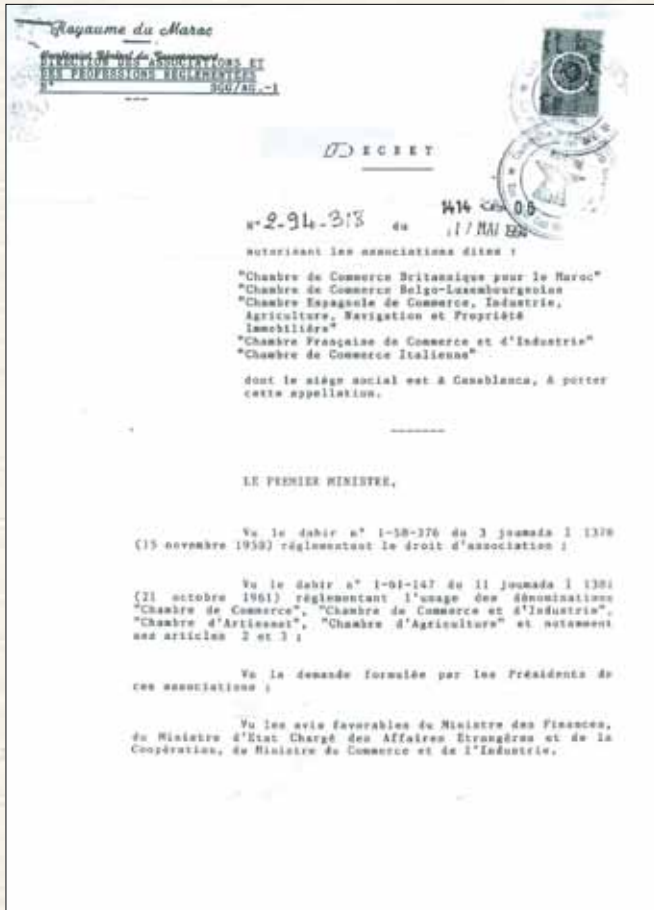 Royaume du Maroc
Secrétariat Général du Gouvernement
DIRECTION DES ASSOCIATIONS ET
DES PROFESSIONS REGLEMENTEES
N° SGG/AG.-1
DECRET
N° 2-94-318 du
1414 06
17 MAI 1994
autorisant les associations dites :
"Chambre de Commerce Britannique pour le Maroc"
"Chambre de Commerce Belgo-Luxembourgeoise
"Chambre Espagnole de Commerce, Industrie,
Agriculture, Navigation et Propriété
Immobilière"
"Chambre Française de Commerce et d'Industrie"
"Chambre de Commerce Italienne"
dont le siège social est à Casablanca, à porter
cette appellation.
LE PREMIER MINISTRE,
Vu le dahir n° 1-58-376 du 3 joumada I 1378
(15 novembre 1958) réglementant le droit d'association ;
Vu le dahir n° 1-61-147 du 11 joumada I 1381
(21 octobre 1961) réglementant l'usage des dénominations
"Chambre de Commerce", "Chambre de Commerce et d'Industrie",
"Chambre d'Artisanat", "Chambre d'Agriculture" et notamment
ses articles 2 et 3 ;
Vu la demande formulée par les Présidents de
ces associations ;
Vu les avis favorables du Ministre des Finances,
du Ministre d'Etat Chargé des Affaires Etrangères et de la
Coopération, du Ministre du Commerce et de l'Industrie.